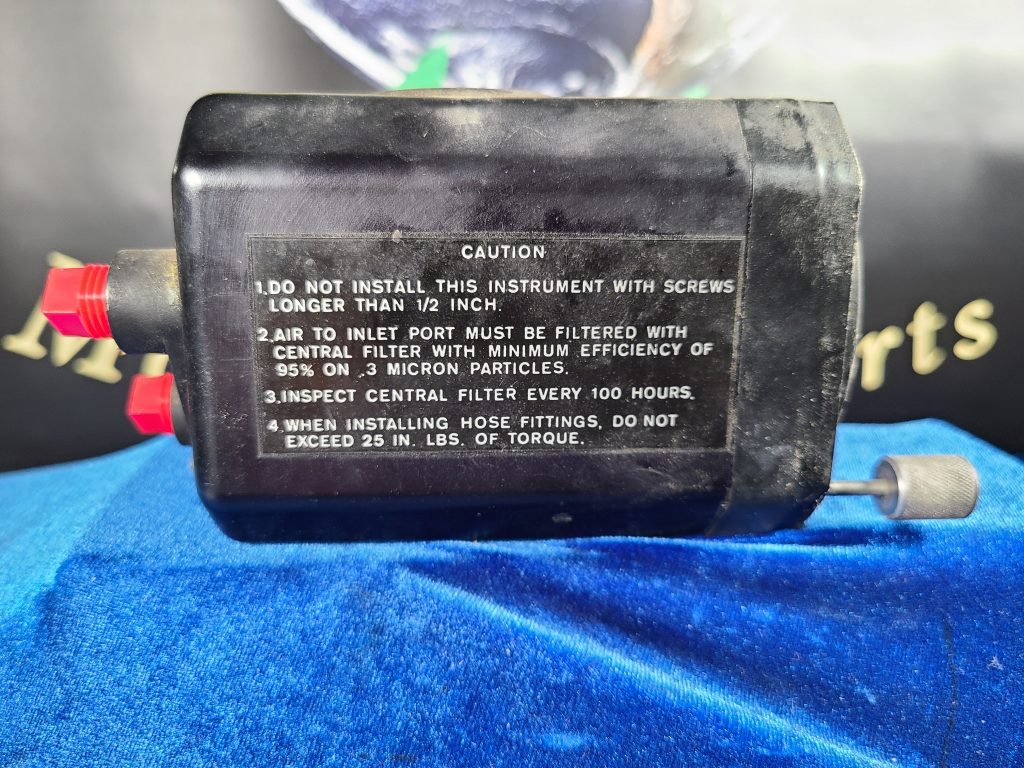 CAUTION
1.DO NOT INSTALL THIS INSTRUMENT WITH SCREWS
LONGER THAN 1/2 INCH.
2.AIR TO INLET PORT MUST BE FILTERED WITH
CENTRAL FILTER WITH MINIMUM EFFICIENCY OF
95% ON .3 MICRON PARTICLES.
3.INSPECT CENTRAL FILTER EVERY 100 HOURS.
4.WHEN INSTALLING HOSE FITTINGS, DO NOT
EXCEED 25 IN. LBS. OF TORQUE.